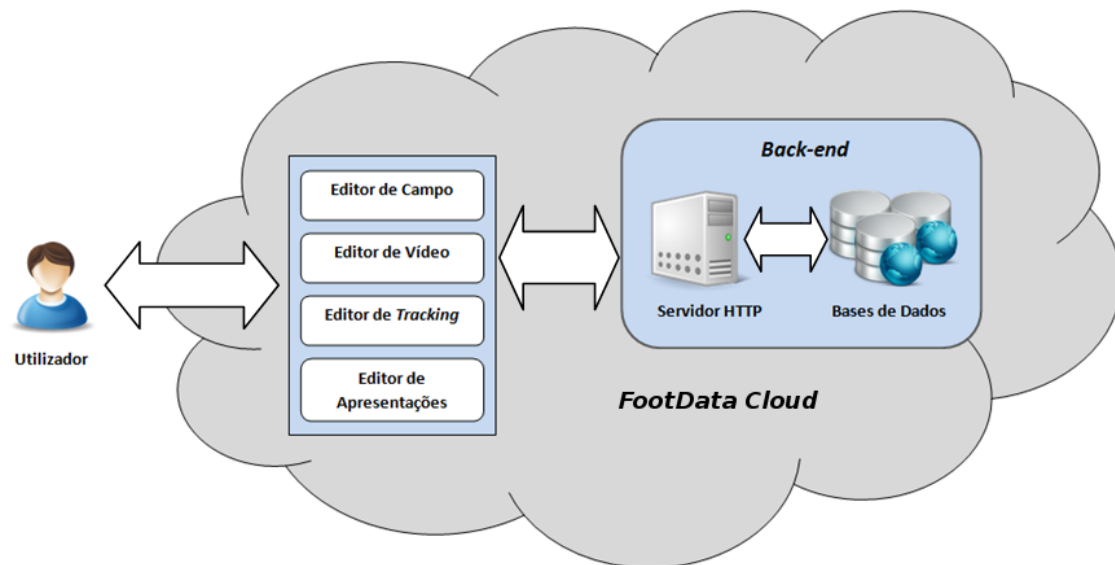 Utilizador
Editor de Campo
Editor de Vídeo
Editor de Tracking
Editor de
Apresentações
Back-end
Servidor HTTP
Bases de Dados
FootData Cloud